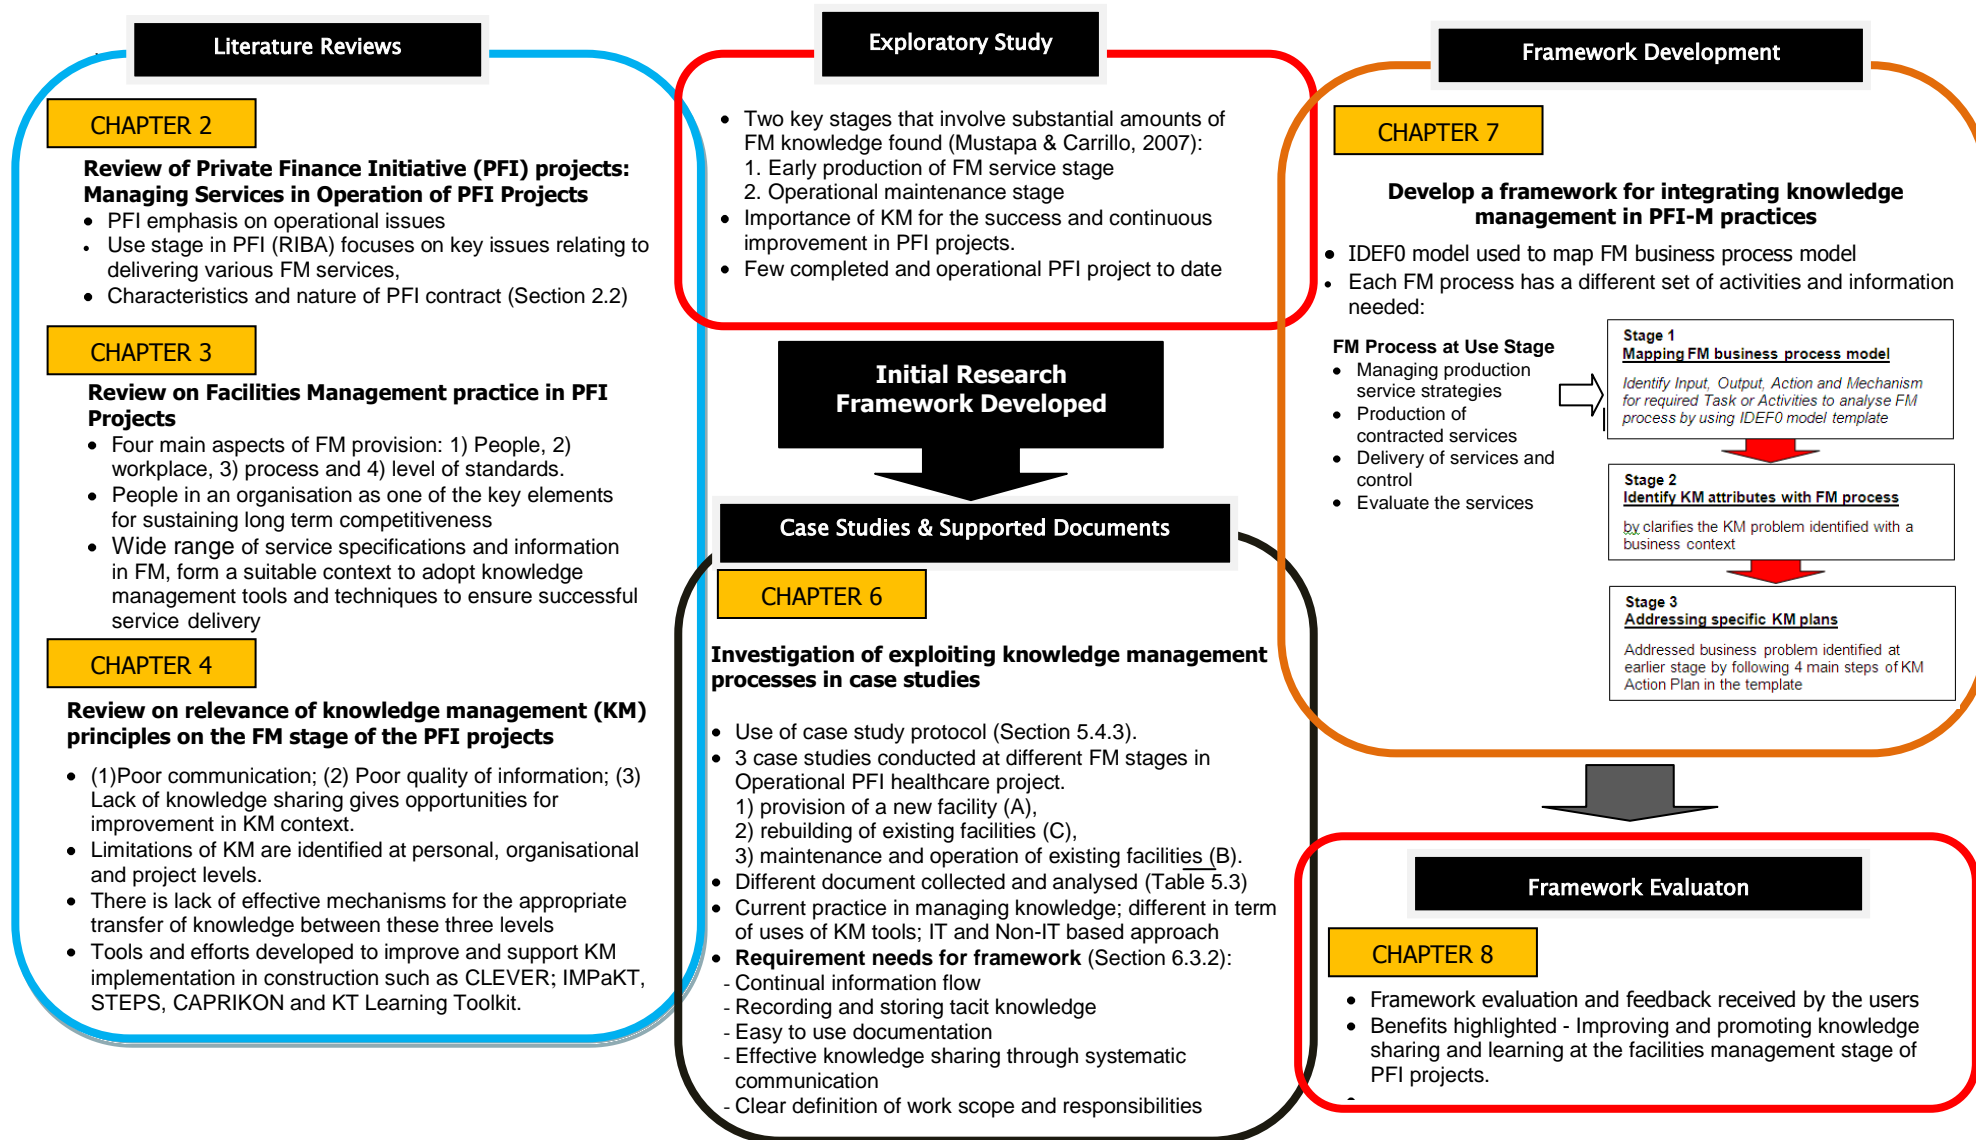 Literature Reviews
CHAPTER 2
Review of Private Finance Initiative (PFI) projects:
Managing Services in Operation of PFI Projects
• PFI emphasis on operational issues
• Use stage in PFI (RIBA) focuses on key issues relating to
delivering various FM services,
• Characteristics and nature of PFI contract (Section 2.2)
CHAPTER 3
Review on Facilities Management practice in PFI
Projects
• Four main aspects of FM provision: 1) People, 2)
workplace, 3) process and 4) level of standards.
• People in an organisation as one of the key elements
for sustaining long term competitiveness
• Wide range of service specifications and information
in FM, form a suitable context to adopt knowledge
management tools and techniques to ensure successful
service delivery
CHAPTER 4
Review on relevance of knowledge management (KM)
principles on the FM stage of the PFI projects
• (1)Poor communication; (2) Poor quality of information; (3)
Lack of knowledge sharing gives opportunities for
improvement in KM context.
• Limitations of KM are identified at personal, organisational
and project levels.
• There is lack of effective mechanisms for the appropriate
transfer of knowledge between these three levels
• Tools and efforts developed to improve and support KM
implementation in construction such as CLEVER; IMPaKT,
STEPS, CAPRIKON and KT Learning Toolkit.
Exploratory Study
• Two key stages that involve substantial amounts of
FM knowledge found (Mustapa & Carrillo, 2007):
1. Early production of FM service stage
2. Operational maintenance stage
• Importance of KM for the success and continuous
improvement in PFI projects.
• Few completed and operational PFI project to date
Initial Research
Framework Developed
Case Studies & Supported Documents
CHAPTER 6
Investigation of exploiting knowledge management
processes in case studies
• Use of case study protocol (Section 5.4.3).
• 3 case studies conducted at different FM stages in
Operational PFI healthcare project.
1) provision of a new facility (A),
2) rebuilding of existing facilities (C),
3) maintenance and operation of existing facilities (B).
• Different document collected and analysed (Table 5.3)
• Current practice in managing knowledge; different in term
of uses of KM tools; IT and Non-IT based approach
• Requirement needs for framework (Section 6.3.2):
- Continual information flow
- Recording and storing tacit knowledge
- Easy to use documentation
- Effective knowledge sharing through systematic
communication
- Clear definition of work scope and responsibilities
Framework Development
CHAPTER 7
Develop a framework for integrating knowledge
management in PFI-M practices
• IDEF0 model used to map FM business process model
• Each FM process has a different set of activities and information
needed:
FM Process at Use Stage
• Managing production
service strategies
• Production of
contracted services
• Delivery of services and
control
• Evaluate the services
Stage 1
Mapping FM business process model
Identify Input, Output, Action and Mechanism
for required Task or Activities to analyse FM
process by using IDEF0 model template
Stage 2
Identify KM attributes with FM process
by clarifies the KM problem identified with a
business context
Stage 3
Addressing specific KM plans
Addressed business problem identified at
earlier stage by following 4 main steps of KM
Action Plan in the template
Framework Evaluaton
CHAPTER 8
• Framework evaluation and feedback received by the users
• Benefits highlighted - Improving and promoting knowledge
sharing and learning at the facilities management stage of
PFI projects.